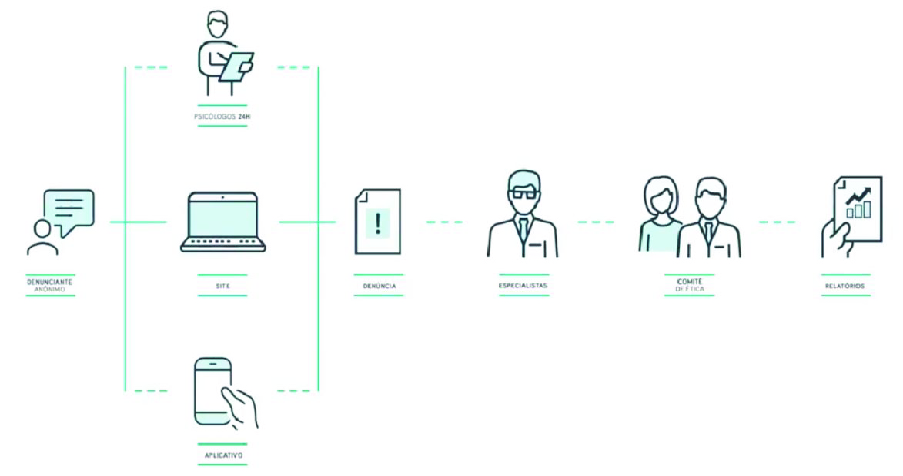 PSICÓLOGOS 24H
DENUNCIANTE
ANÔNIMO
SITE
DENÚNCIA
ESPECIALISTAS
COMITÊ
DE ÉTICA
RELATÓRIOS
APLICATIVO